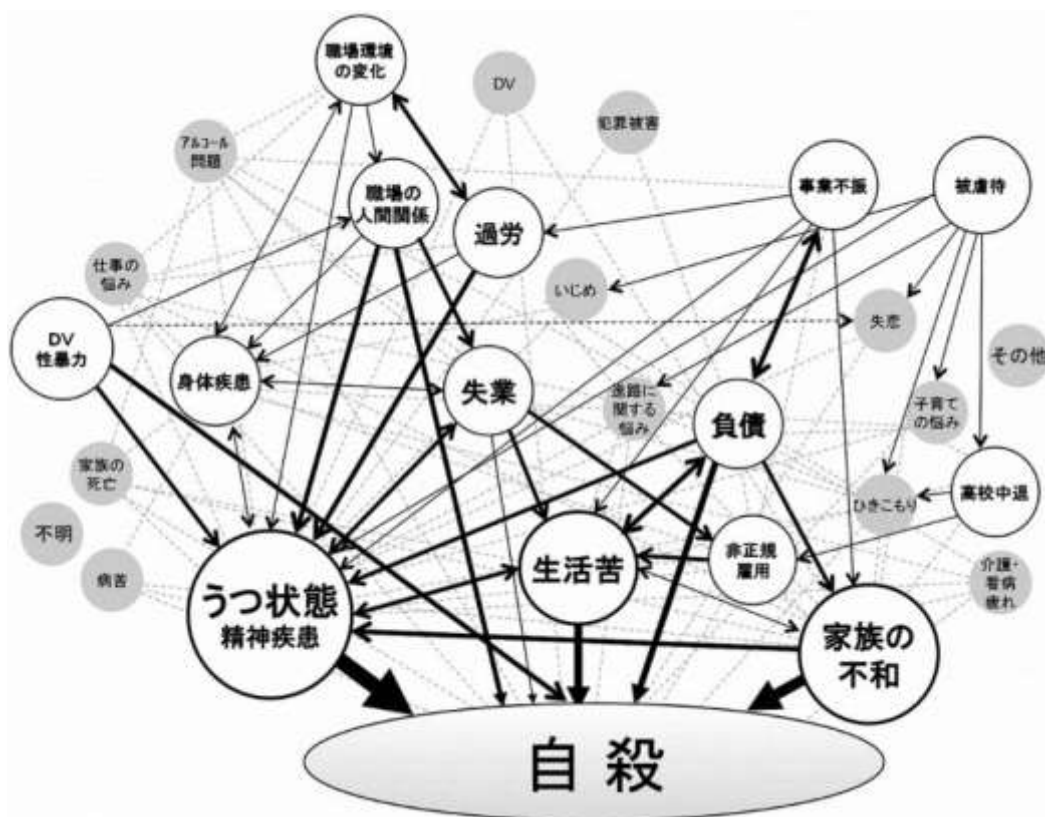 職場環境
の変化
DV
犯罪被害
アルコール
問題
事業不振
被虐待
職場の
人間関係
過労
仕事の
悩み
いじめ
失恋
DV
性暴力
その他
身体疾患
失業
進路に
関する
悩み
負債
子育て
の悩み
家族の
死亡
高校中退
ひきこもり
不明
病苦
うつ状態
精神疾患
生活苦
非正規
雇用
介護・
看病
疲れ
家族の
不和
自殺